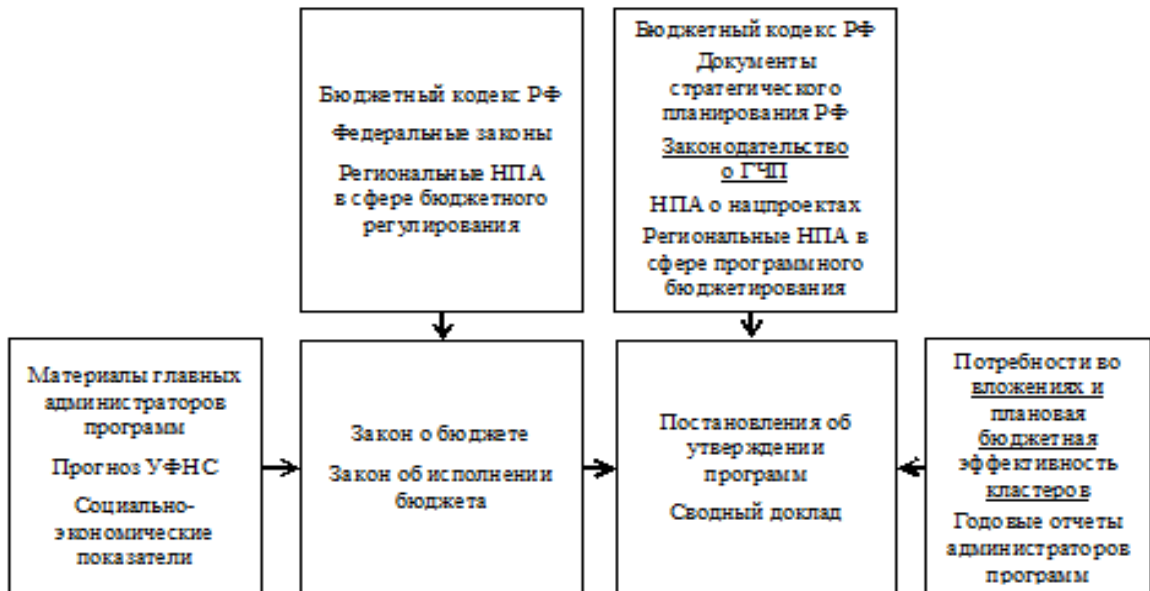 Бюджетный кодекс РФ
Федеральные законы
Региональные НПА
в сфере бюджетного
регулирования
Бюджетный кодекс РФ
Документы
стратегического
планирования РФ
Законодательство
о ГЧП
НПА о нацпроектах
Региональные НПА в
сфере программного
бюджетирования
Материалы главных
администраторов
программ
Прогноз УФНС
Социально-
экономические
показатели
Закон о бюджете
Закон об исполнении
бюджета
Постановления об
утверждении
программ
Сводный доклад
Потребности во
вложениях и
плановая
бюджетная
эффективность
кластеров
Годовые отчеты
администраторов
программ